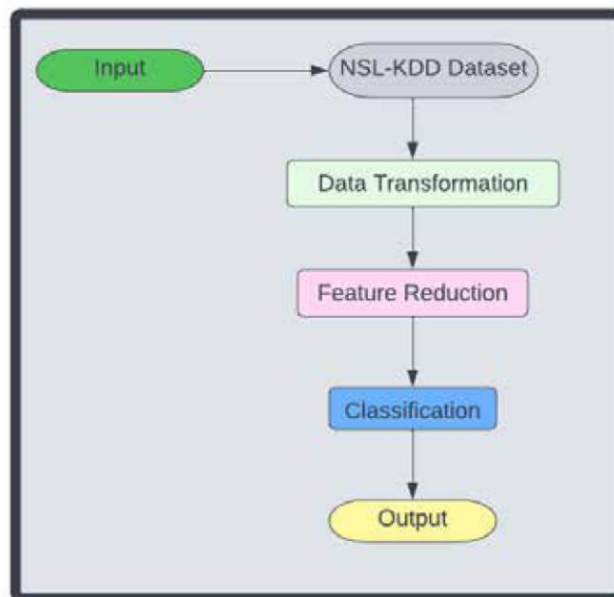 Input
NSL-KDD Dataset
Data Transformation
Feature Reduction
Classification
Output